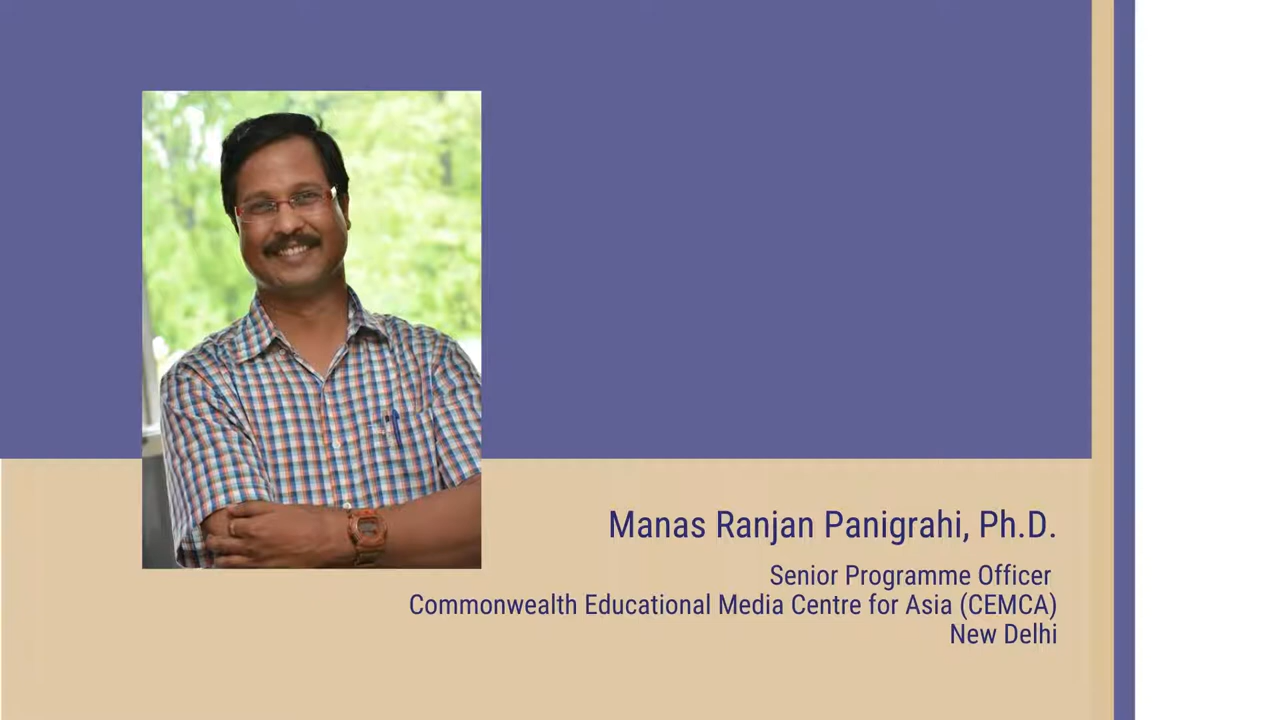 Manas Ranjan Panigrahi, Ph.D.
Senior Programme Officer
Commonwealth Educational Media Centre for Asia (CEMCA)
New Delhi